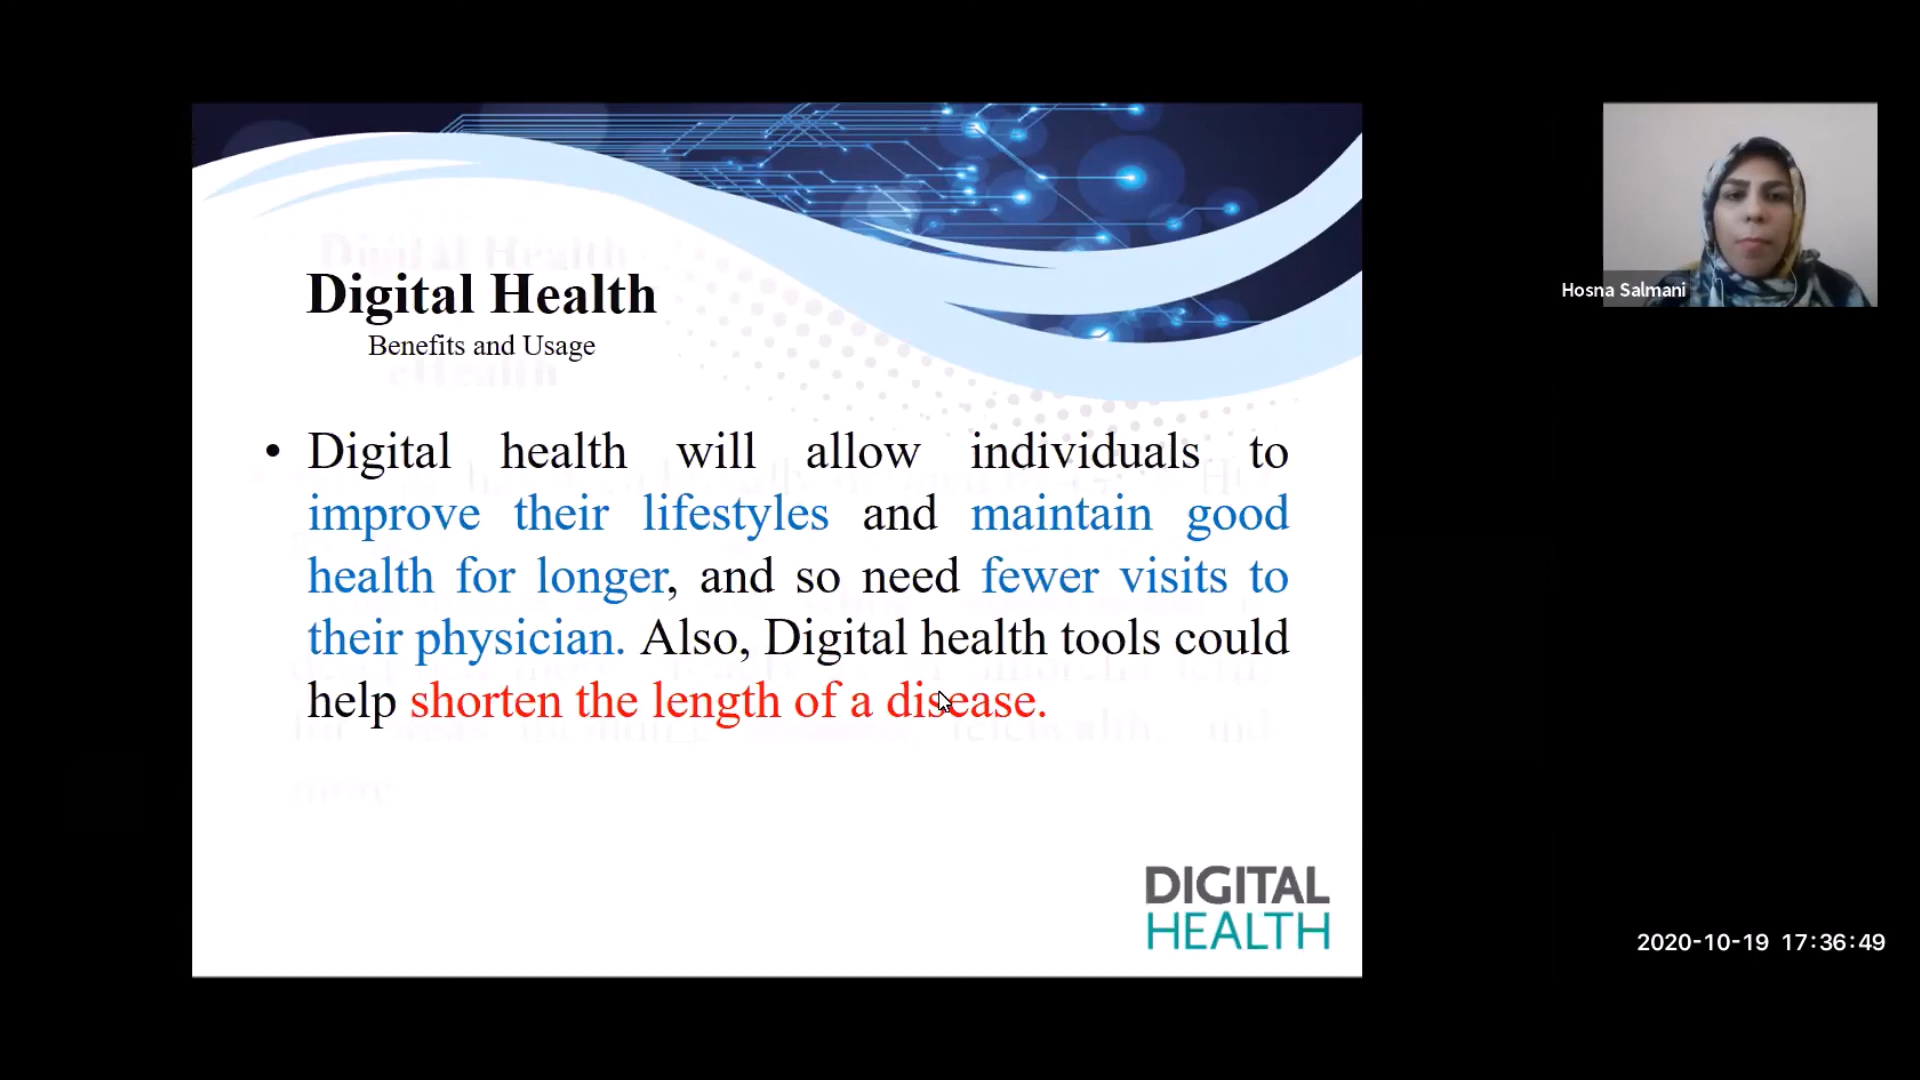 Digital Health
Benefits and Usage
• Digital health will allow individuals to
improve their lifestyles and maintain good
health for longer, and so need fewer visits to
their physician. Also, Digital health tools could
help shorten the length of a disease.
DIGITAL
HEALTH
Hosna Salmani
2020-10-19 17:36:49